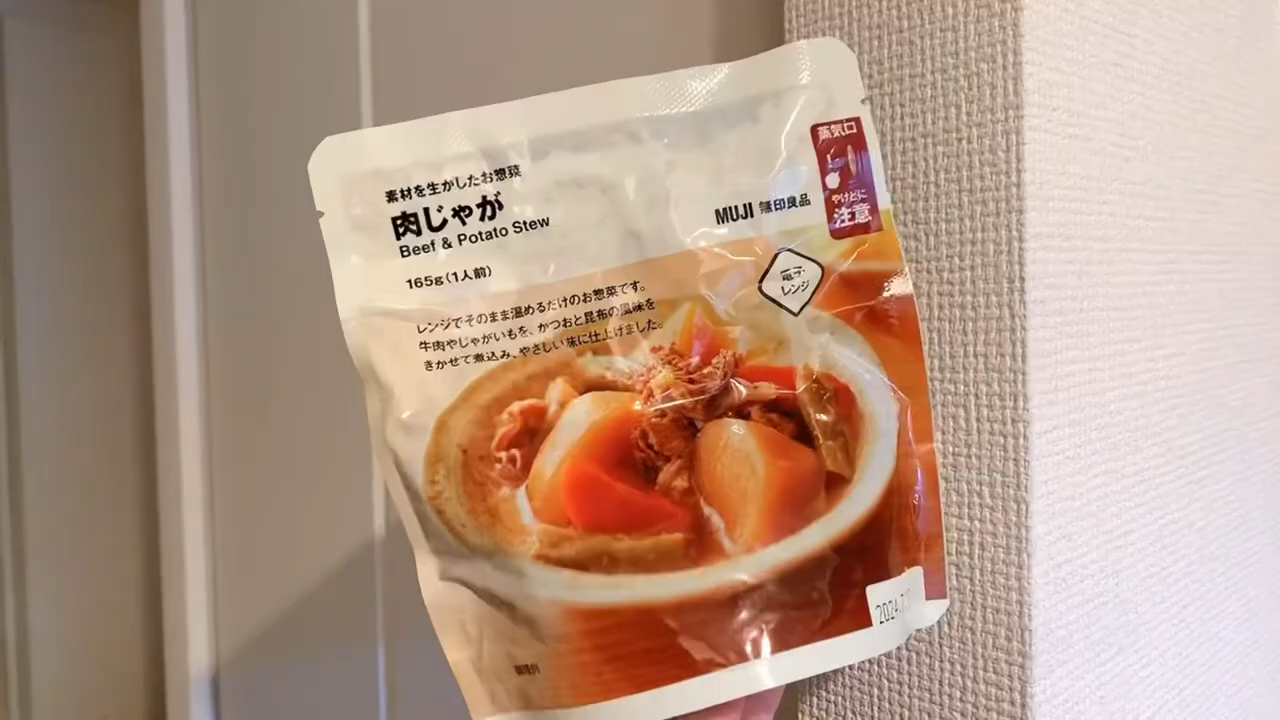 素材を生かしたお惣菜
肉じゃが
Beef & Potato Stew
165g（1人前）
MUJI 無印良品
蒸気口
やけどに
注意
電子
レンジ
レンジでそのまま温めるだけのお惣菜です。
牛肉やじゃがいもを、かつおと昆布の風味を
きかせて煮込み、やさしい味に仕上げました。
2024.7
調理例